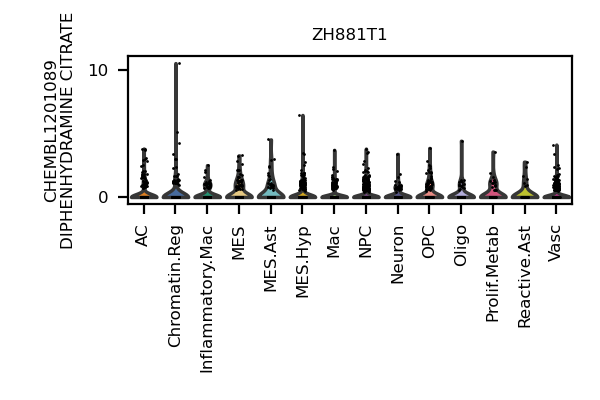 ZH881T1
CHEMBL1201089
DIPHENHYDRAMINE CITRATE
10
0
AC
Chromatin.Reg
Inflammatory.Mac
MES
MES.Ast
MES.Hyp
Mac
NPC
Neuron
OPC
Oligo
Prolif.Metab
Reactive.Ast
Vasc